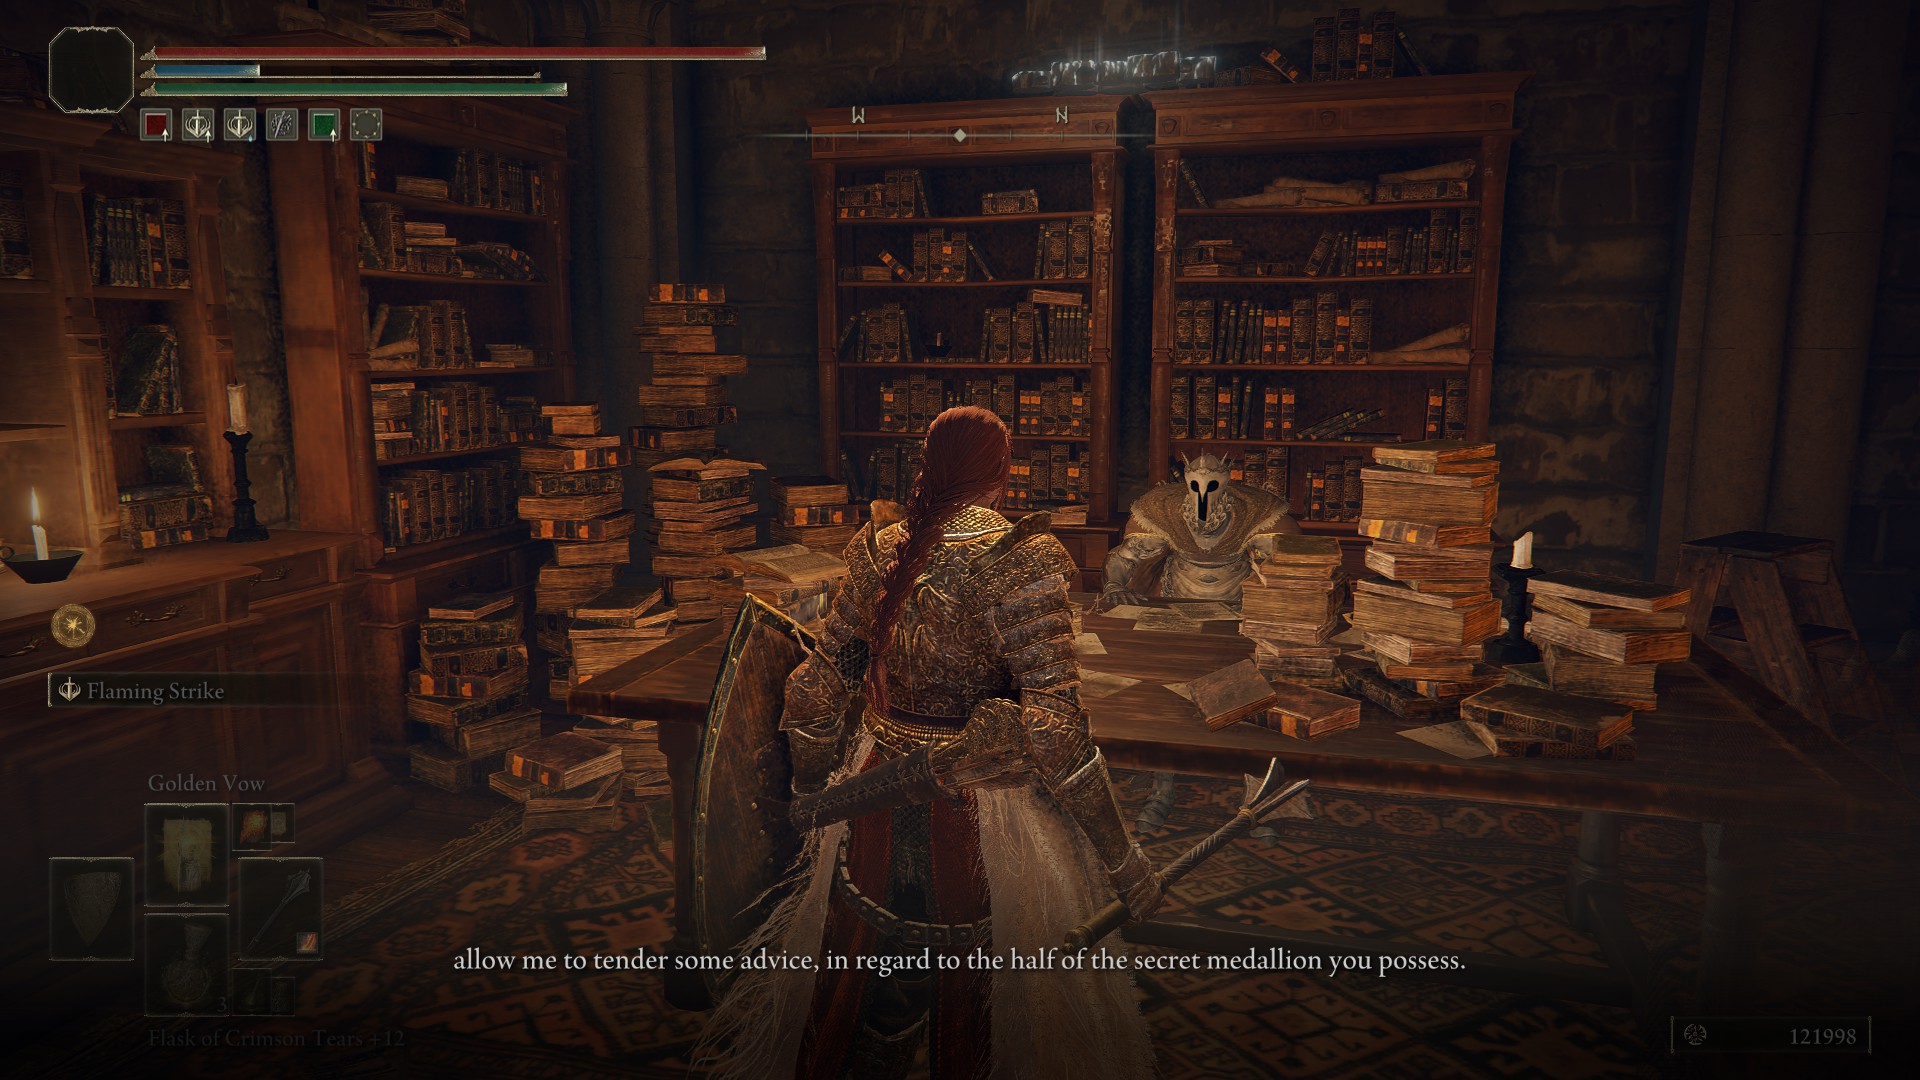 W
N
Flaming Strike
Golden Vow
3
allow me to tender some advice, in regard to the half of the secret medallion you possess.
Flask of Crimson Tears +12
121998